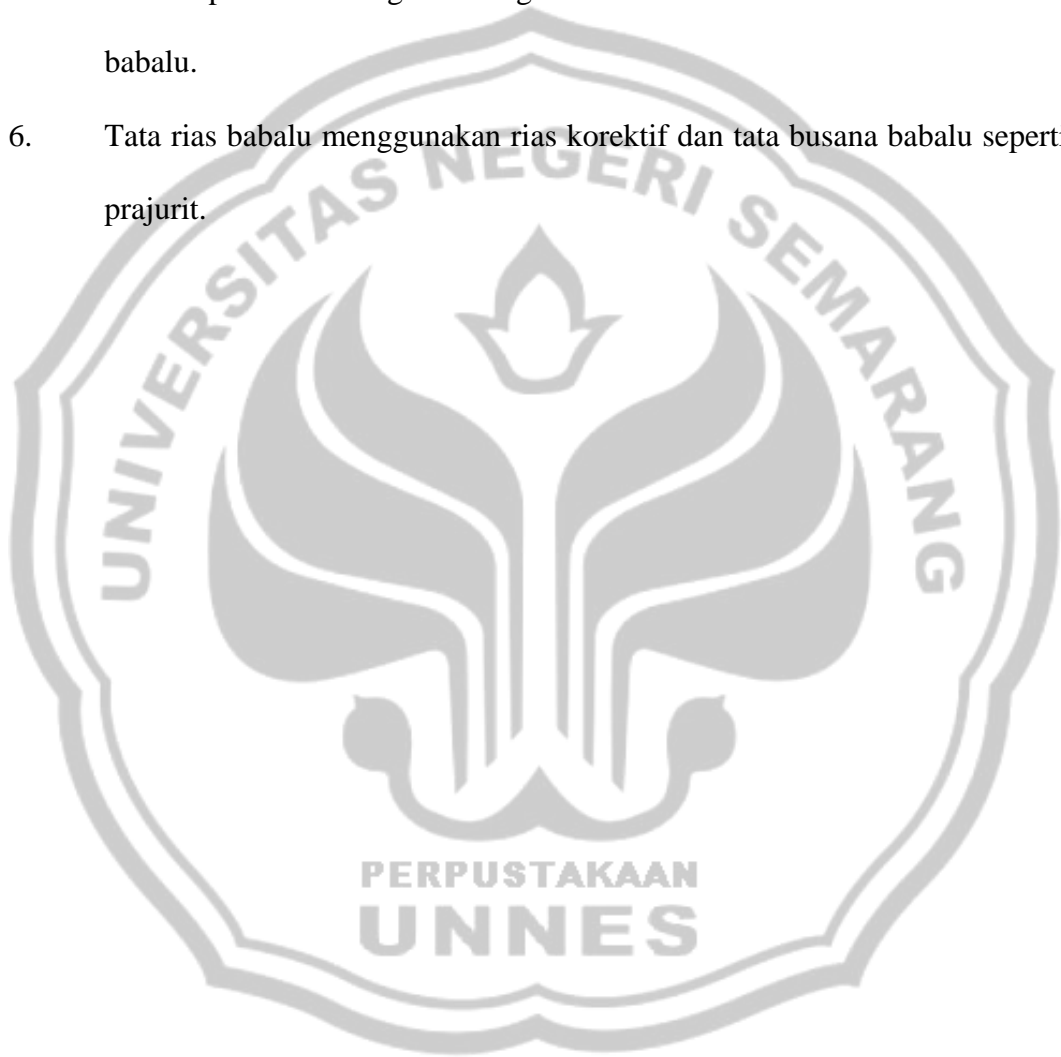 babalu.
6. Tata rias babalu menggunakan rias korektif dan tata busana babalu seperti
prajurit.
UNIVERSITAS NEGERI SEMARANG
PERPUSTAKAAN
UNNES